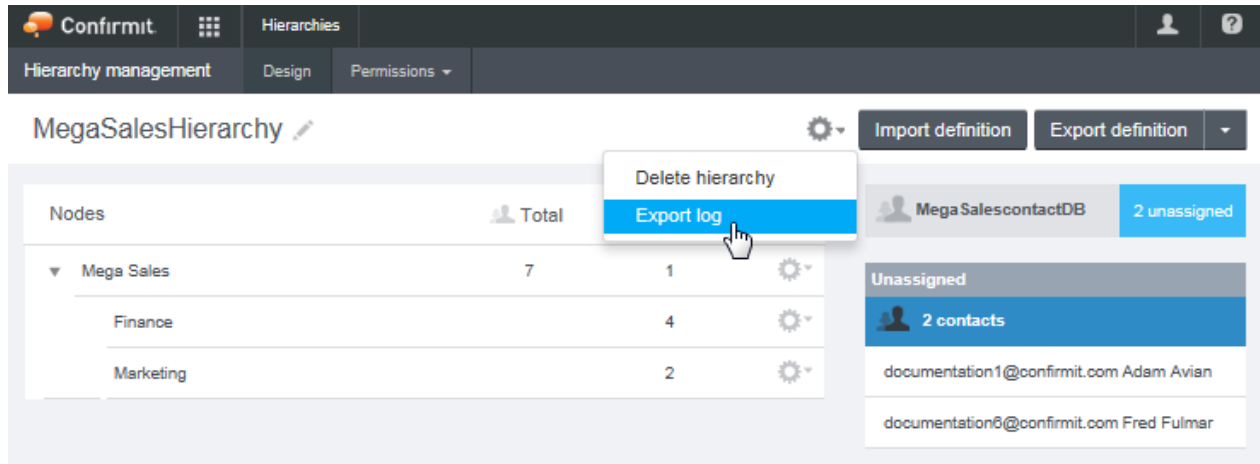 Confirmit. Hierarchies
Hierarchy management Design Permissions
MegaSalesHierarchy Import definition Export definition
Delete hierarchy
Nodes Total Export log MegaSalescontactDB 2 unassigned
Mega Sales 7 1
Unassigned
Finance 4 2 contacts
Marketing 2 documentation1@confirmit.com Adam Avian
documentation6@confirmit.com Fred Fulmar